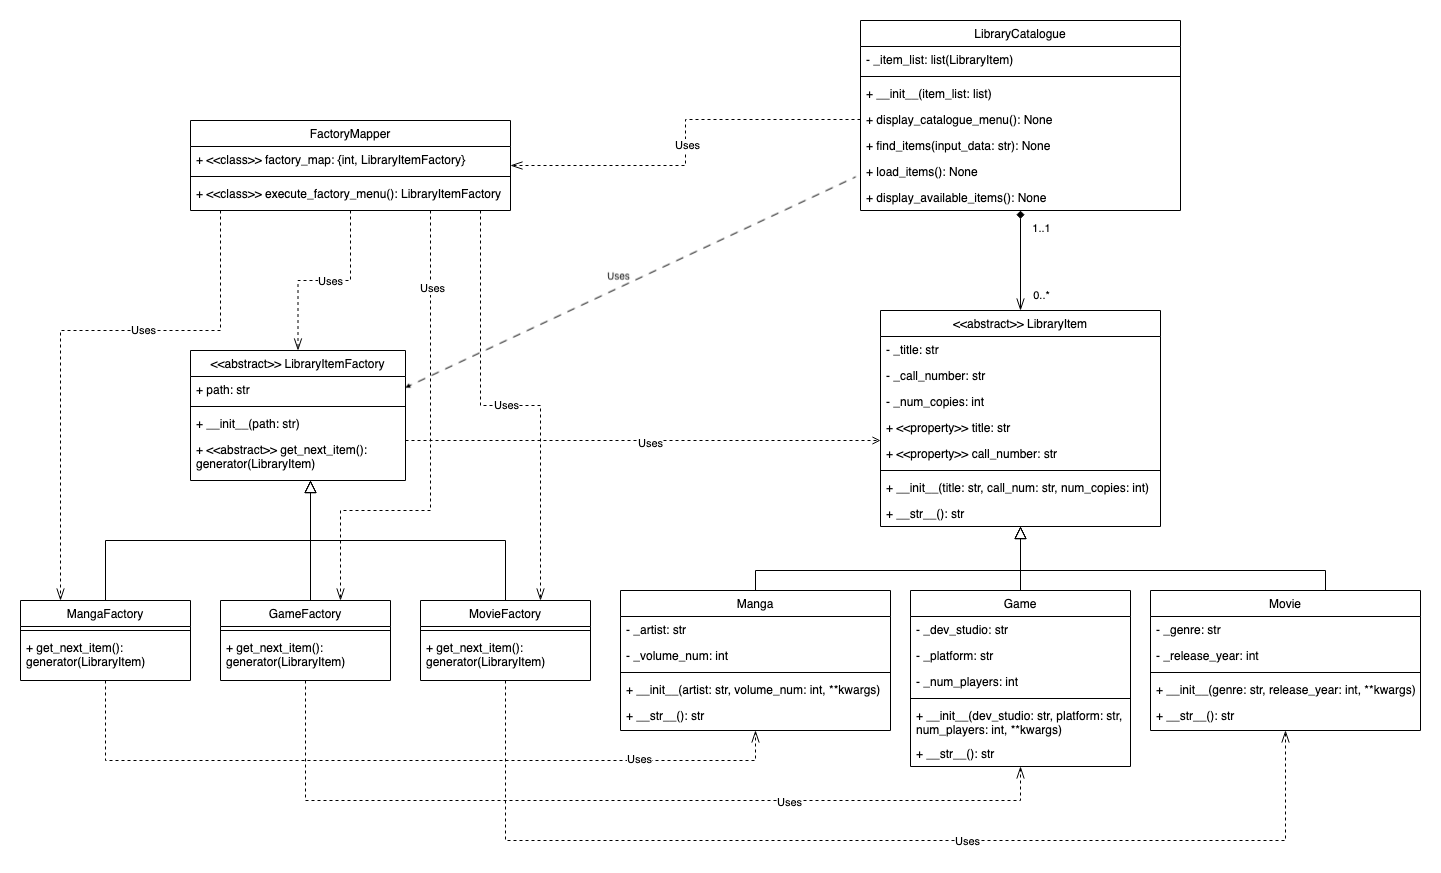 LibraryCatalogue
- _item_list: list(LibraryItem)
+ __init__(item_list: list)
+ display_catalogue_menu(): None
+ find_items(input_data: str): None
+ load_items(): None
+ display_available_items(): None
FactoryMapper
+ <<class>> factory_map: {int, LibraryItemFactory}
+ <<class>> execute_factory_menu(): LibraryItemFactory
Uses
Uses
Uses
Uses
Uses
Uses
1..1
0..*
<<abstract>> LibraryItemFactory
+ path: str
+ __init__(path: str)
+ <<abstract>> get_next_item():
generator(LibraryItem)
Uses
<<abstract>> LibraryItem
- _title: str
- _call_number: str
- _num_copies: int
+ <<property>> title: str
+ <<property>> call_number: str
+ __init__(title: str, call_num: str, num_copies: int)
+ __str__(): str
MangaFactory
+ get_next_item():
generator(LibraryItem)
GameFactory
+ get_next_item():
generator(LibraryItem)
MovieFactory
+ get_next_item():
generator(LibraryItem)
Manga
- _artist: str
- _volume_num: int
+ __init__(artist: str, volume_num: int, **kwargs)
+ __str__(): str
Game
- _dev_studio: str
- _platform: str
- _num_players: int
+ __init__(dev_studio: str, platform: str,
num_players: int, **kwargs)
+ __str__(): str
Movie
- _genre: str
- _release_year: int
+ __init__(genre: str, release_year: int, **kwargs)
+ __str__(): str
Uses
Uses
Uses